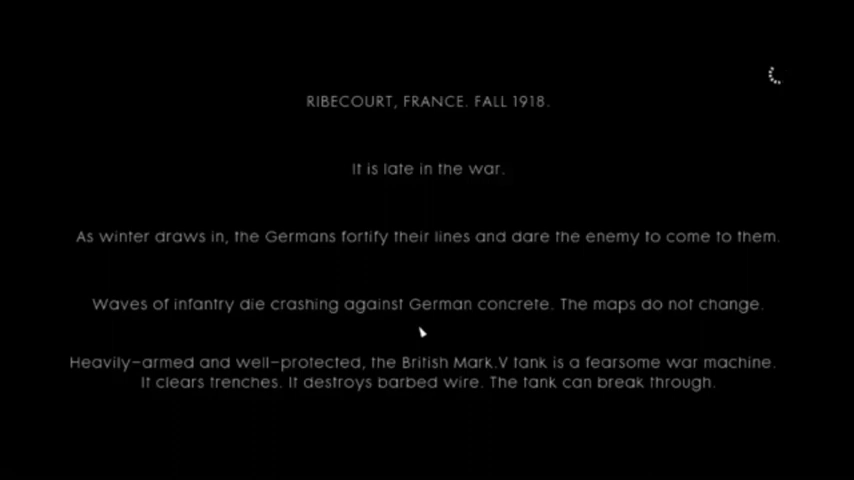 RIBECOURT, FRANCE. FALL 1918.
It is late in the war.
As winter draws in, the Germans fortify their lines and dare the enemy to come to them.
Waves of infantry die crashing against German concrete. The maps do not change.
Heavily-armed and well-protected, the British Mark.V tank is a fearsome war machine.
It clears trenches. It destroys barbed wire. The tank can break through.